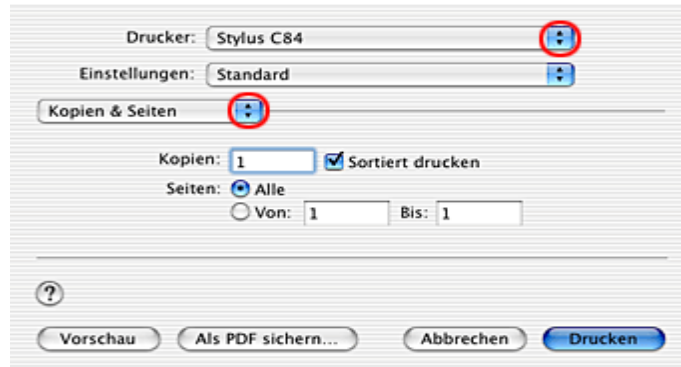 Drucker: Stylus C84
Einstellungen: Standard
Kopien & Seiten
Kopien: 1 Sortiert drucken
Seiten: Alle
Von: 1 Bis: 1
?
Vorschau Als PDF sichern... Abbrechen Drucken